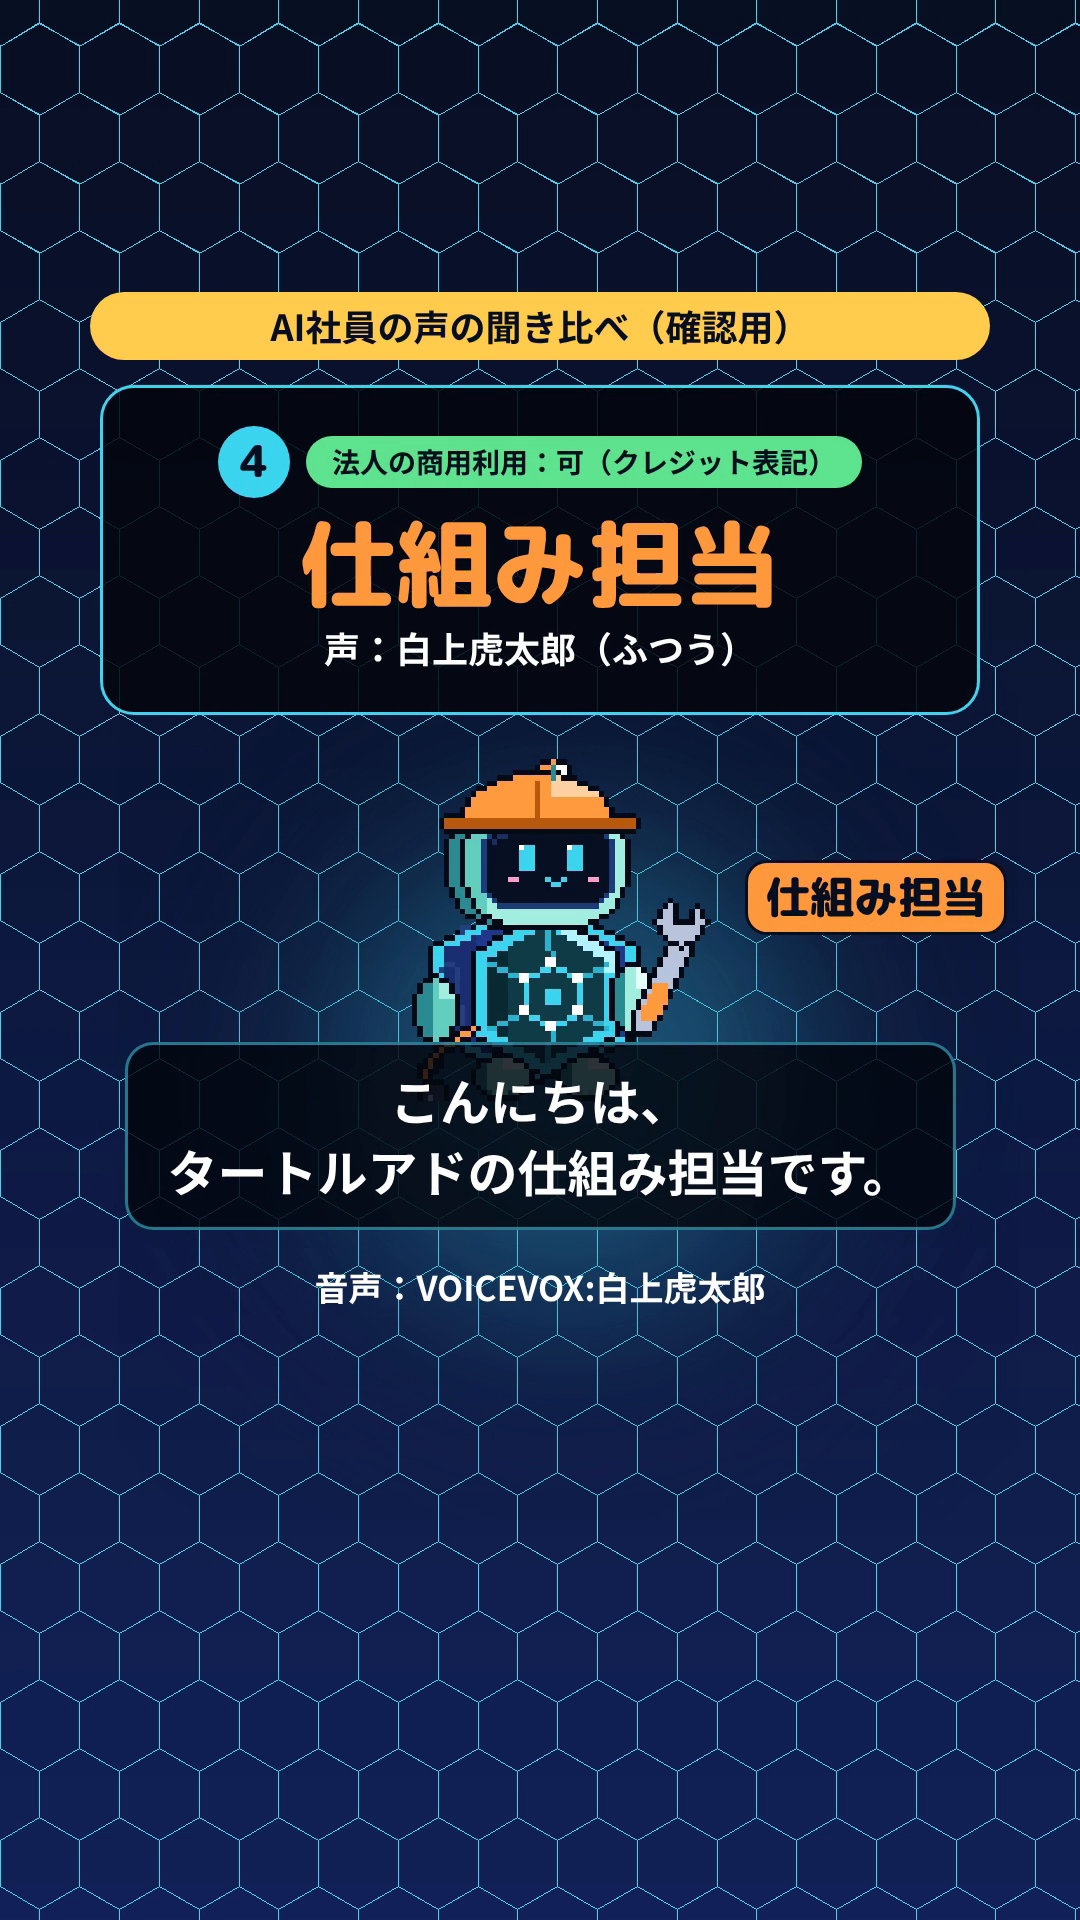 AI社員の声の聞き比べ（確認用）
4
法人の商用利用：可（クレジット表記）
仕組み担当
声：白上虎太郎（ふつう）
仕組み担当
こんにちは、
タートルアドの仕組み担当です。
音声：VOICEVOX:白上虎太郎